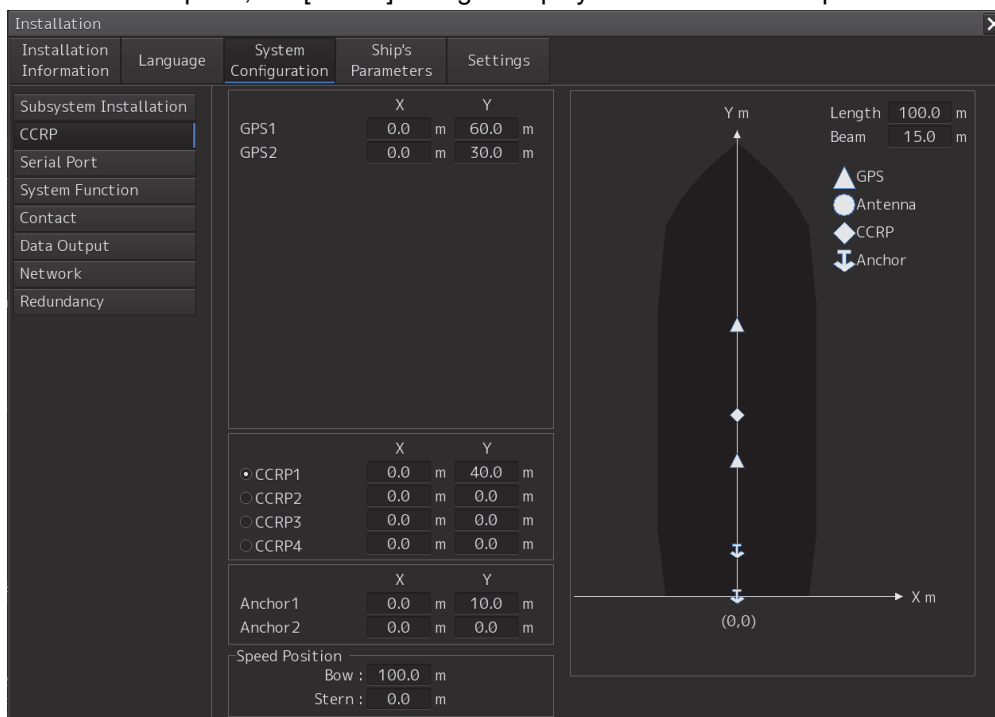 Installation
Installation Information
Language
System Configuration
Ship's Parameters
Settings
Subsystem Installation
CCRP
Serial Port
System Function
Contact
Data Output
Network
Redundancy
X Y
GPS1 0.0 m 60.0 m
GPS2 0.0 m 30.0 m
X Y
CCRP1 0.0 m 40.0 m
CCRP2 0.0 m 0.0 m
CCRP3 0.0 m 0.0 m
CCRP4 0.0 m 0.0 m
X Y
Anchor1 0.0 m 10.0 m
Anchor2 0.0 m 0.0 m
Speed Position
Bow : 100.0 m
Stern : 0.0 m
Y m
Length 100.0 m
Beam 15.0 m
GPS
Antenna
CCRP
Anchor
X m
(0,0)